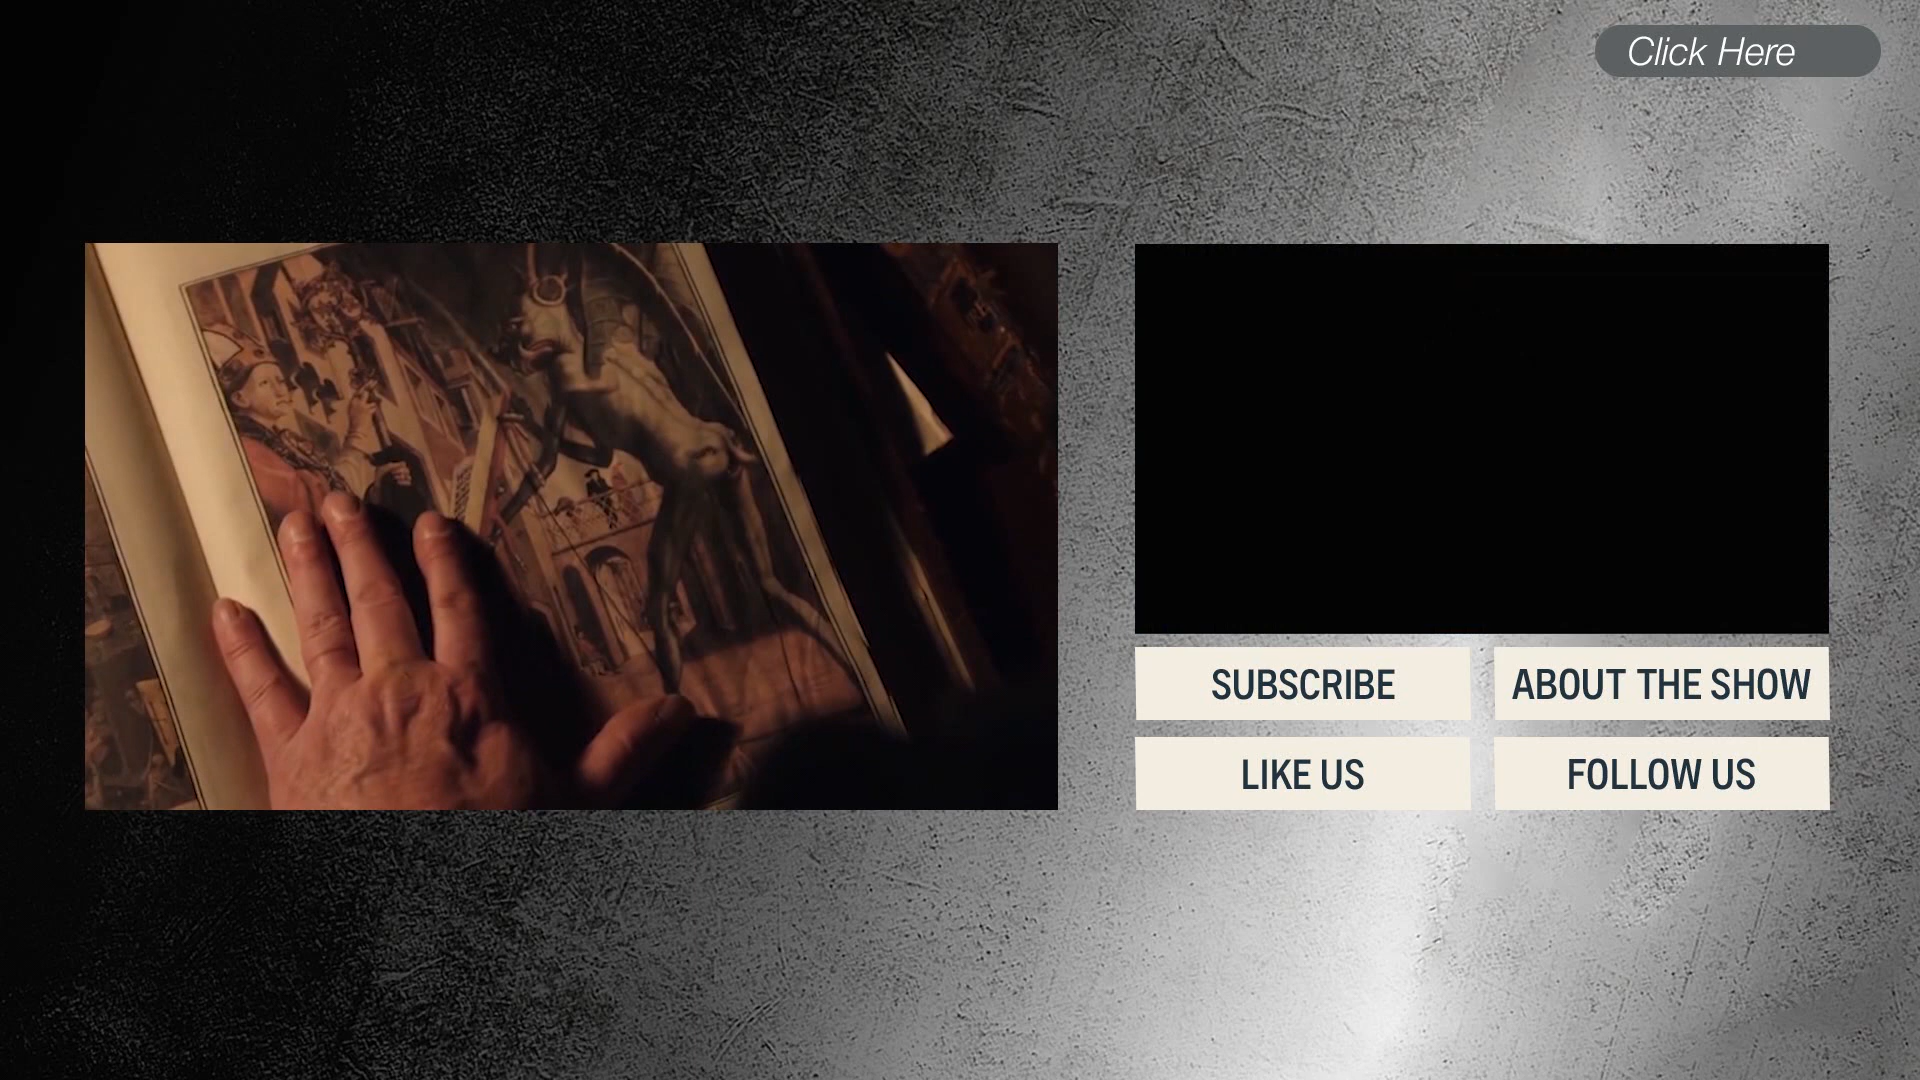 Click Here
SUBSCRIBE
ABOUT THE SHOW
LIKE US
FOLLOW US